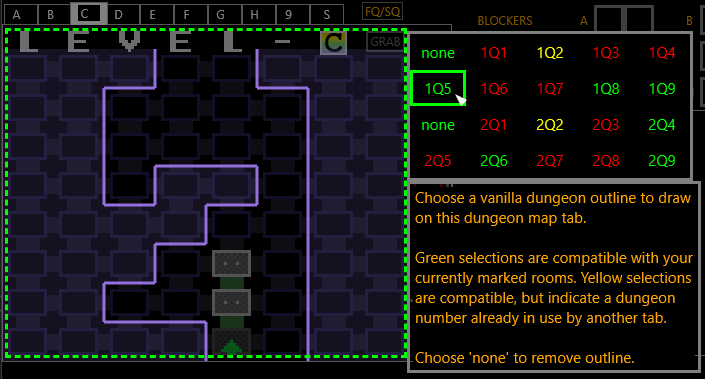 A B C D E F G H 9 S FQ/SQ
BLOCKERS A B
LEVEL- C GRAB
none 1Q1 1Q2 1Q3 1Q4
1Q5 1Q6 1Q7 1Q8 1Q9
none 2Q1 2Q2 2Q3 2Q4
2Q5 2Q6 2Q7 2Q8 2Q9
Choose a vanilla dungeon outline to draw
on this dungeon map tab.
Green selections are compatible with your
currently marked rooms. Yellow selections
are compatible, but indicate a dungeon
number already in use by another tab.
Choose 'none' to remove outline.